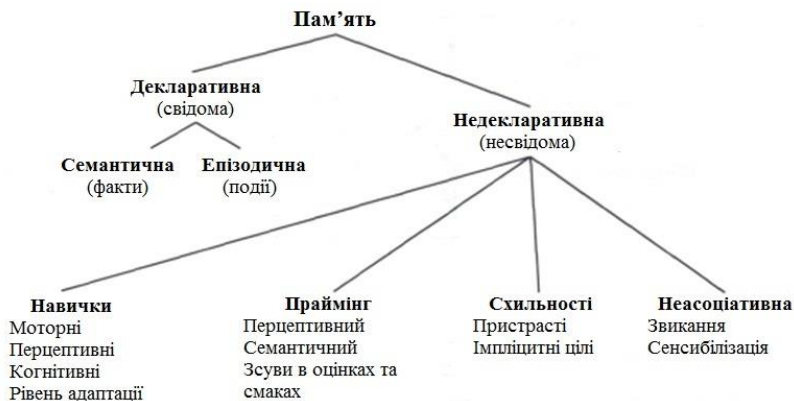 Пам’ять
Декларативна
(свідома)
Недекларативна
(несвідома)
Семантична
(факти)
Епізодична
(події)
Навички
Моторні
Перцептивні
Когнітивні
Рівень адаптації
Праймінг
Перцептивний
Семантичний
Зсуви в оцінках та
смаках
Схильності
Пристрасті
Імпліцитні цілі
Неасоціативна
Звикання
Сенсибілізація